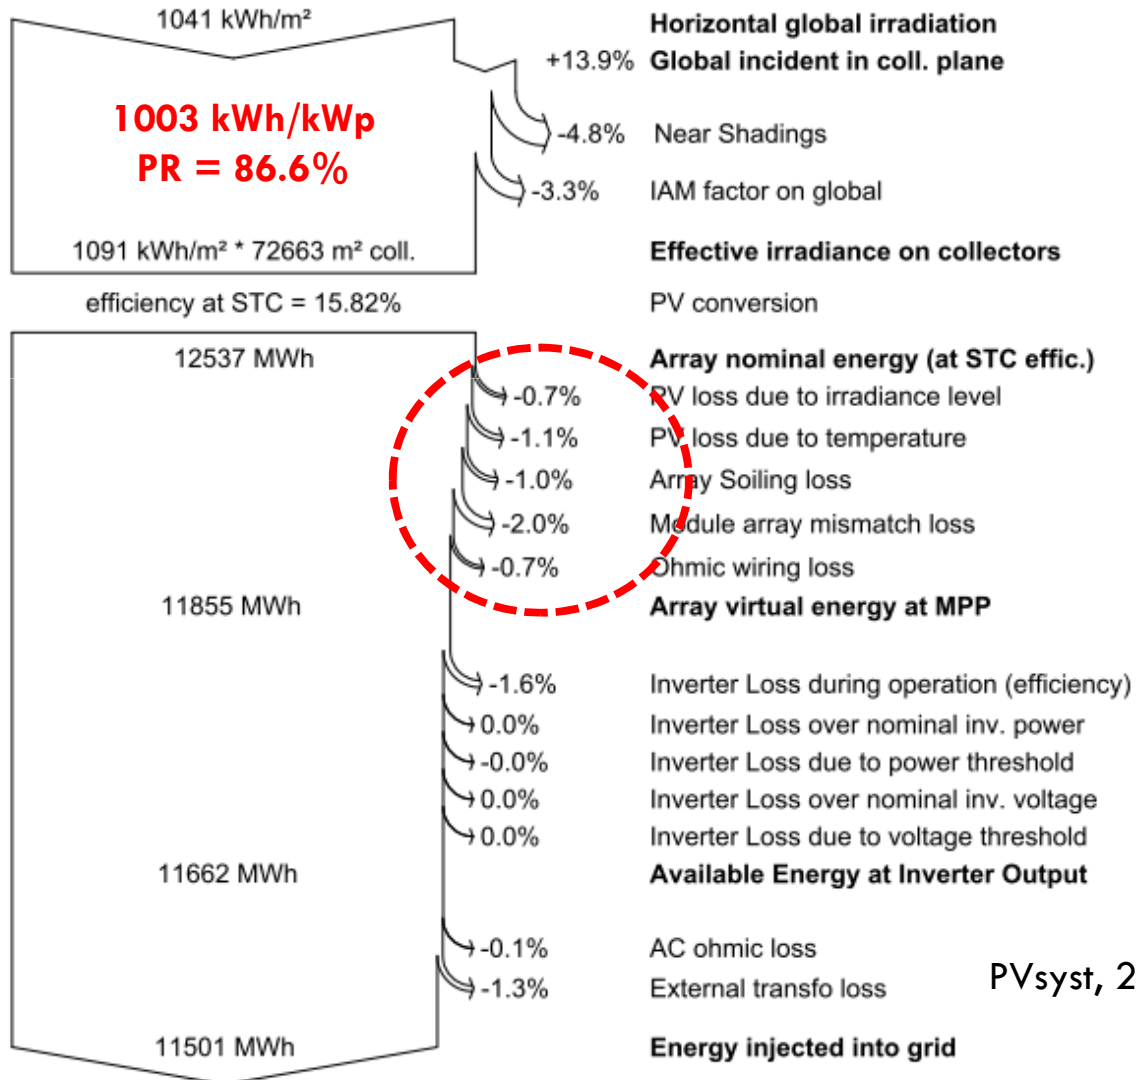 1041 kWh/m² Horizontal global irradiation
+13.9% Global incident in coll. plane
1003 kWh/kWp
PR = 86.6%
-4.8% Near Shadings
-3.3% IAM factor on global
1091 kWh/m² * 72663 m² coll. Effective irradiance on collectors
efficiency at STC = 15.82% PV conversion
12537 MWh Array nominal energy (at STC effic.)
-0.7% PV loss due to irradiance level
-1.1% PV loss due to temperature
-1.0% Array Soiling loss
-2.0% Module array mismatch loss
-0.7% Ohmic wiring loss
11855 MWh Array virtual energy at MPP
-1.6% Inverter Loss during operation (efficiency)
0.0% Inverter Loss over nominal inv. power
-0.0% Inverter Loss due to power threshold
0.0% Inverter Loss over nominal inv. voltage
0.0% Inverter Loss due to voltage threshold
11662 MWh Available Energy at Inverter Output
-0.1% AC ohmic loss
-1.3% External transfo loss
PVsyst, 2
11501 MWh Energy injected into grid